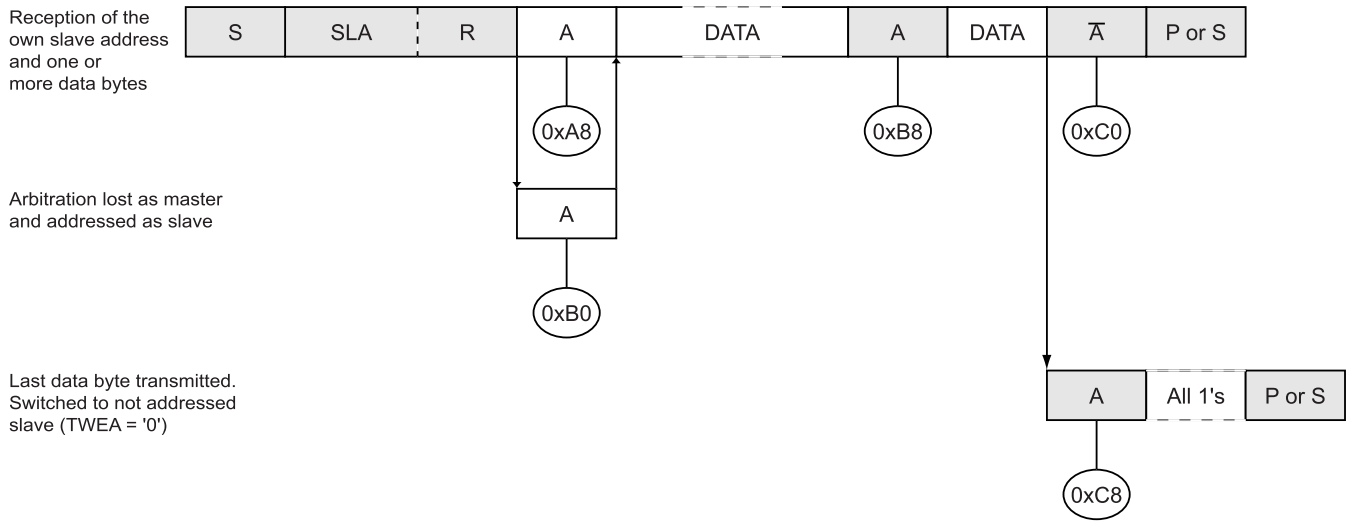 Reception of the
own slave address
and one or
more data bytes
S SLA R A DATA A DATA A̅ P or S
0xA8 0xB8 0xC0
Arbitration lost as master
and addressed as slave
A
0xB0
Last data byte transmitted.
Switched to not addressed
slave (TWEA = '0')
A All 1's P or S
0xC8